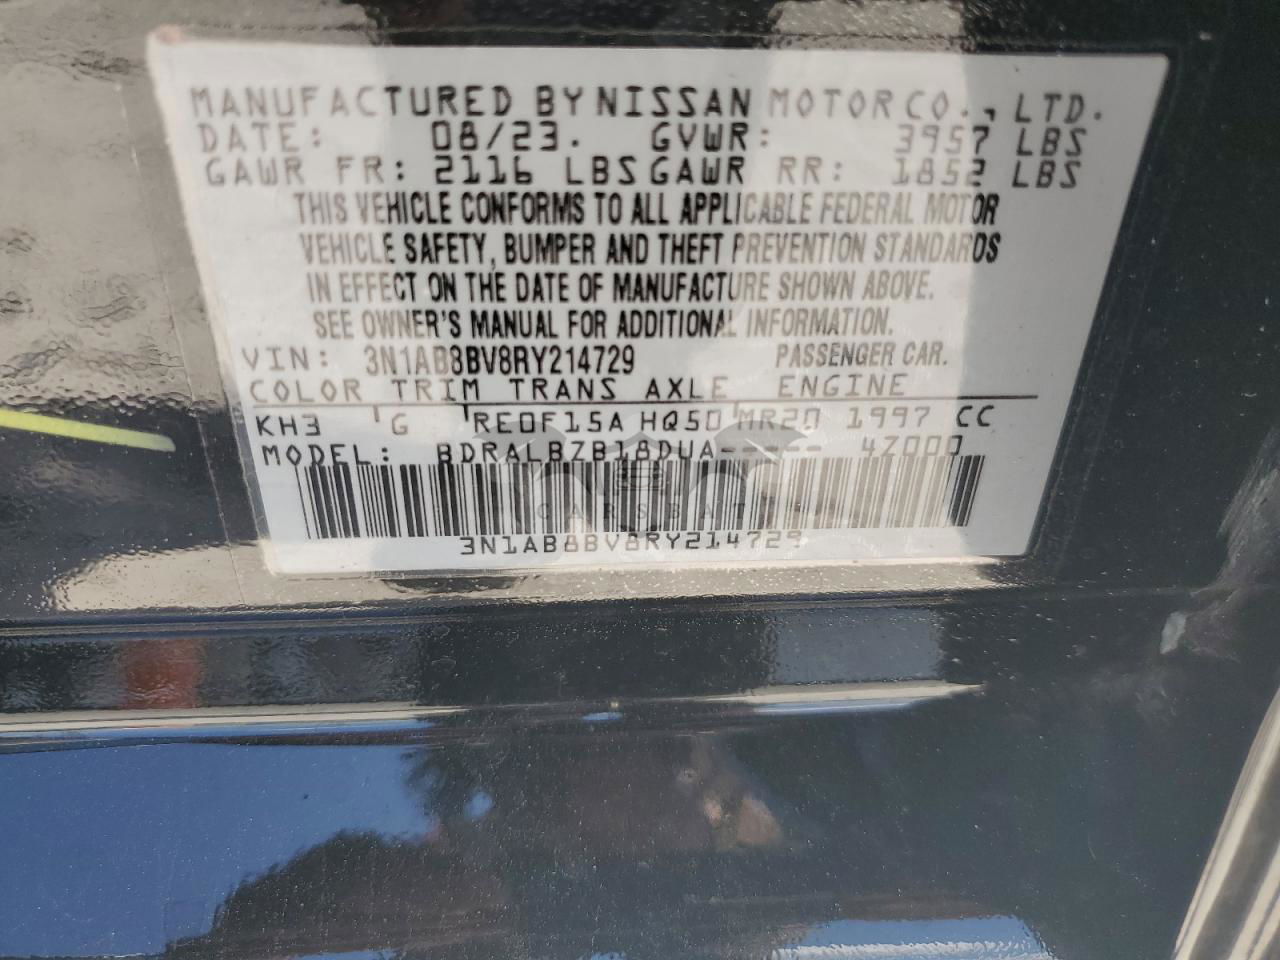 MANUFACTURED BY NISSAN MOTOR CO., LTD.
DATE: 08/23. GVWR: 3957 LBS
GAWR FR: 2116 LBS GAWR RR: 1852 LBS
THIS VEHICLE CONFORMS TO ALL APPLICABLE FEDERAL MOTOR
VEHICLE SAFETY, BUMPER AND THEFT PREVENTION STANDARDS
IN EFFECT ON THE DATE OF MANUFACTURE SHOWN ABOVE.
SEE OWNER'S MANUAL FOR ADDITIONAL INFORMATION.
VIN: 3N1AB8BV8RY214729 PASSENGER CAR.
COLOR TRIM TRANS AXLE ENGINE
KH3 G RE0F15A HQ50 MR20 1997 CC
MODEL: BDRALBZB18DUA----- 4Z000
CARSBAT
3N1AB8BV8RY214729